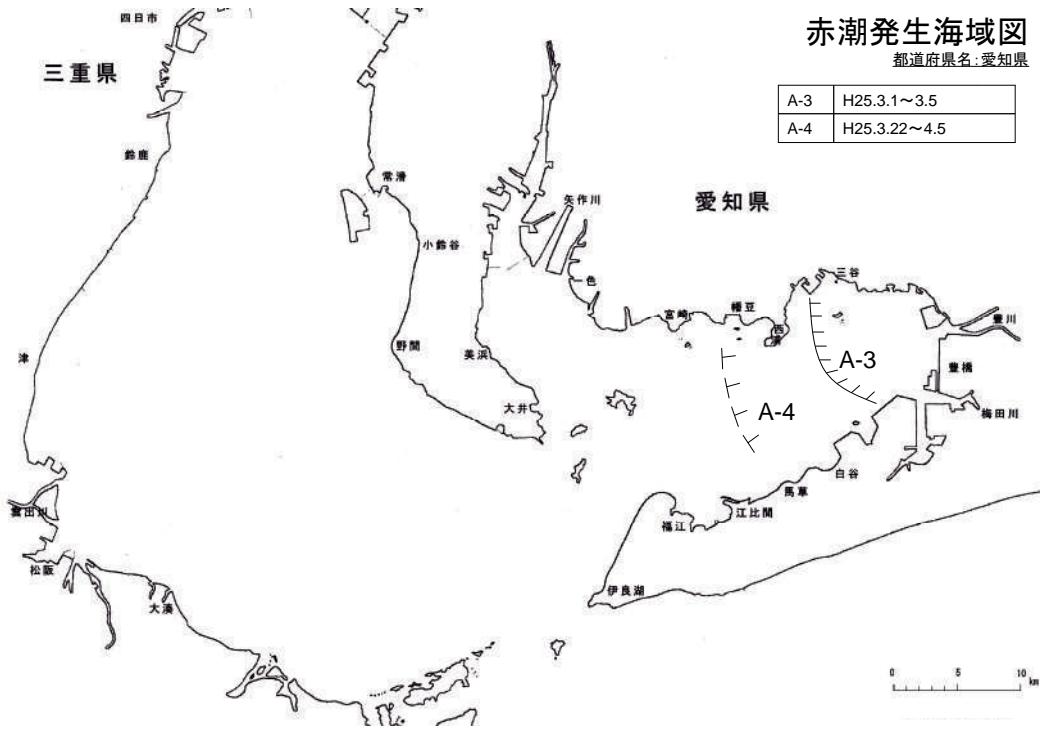 赤潮発生海域図
都道府県名:愛知県
A-3 H25.3.1~3.5
A-4 H25.3.22~4.5
四日市
三重県
鈴鹿
常滑
矢作川
愛知県
小鈴谷
一色
三谷
宮崎
幡豆
西浦
豊川
津
野間
美浜
A-3
豊橋
大井
A-4
梅田川
白谷
馬草
雲出川
福江
江比間
松阪
大湊
伊良湖
0 5 10
km